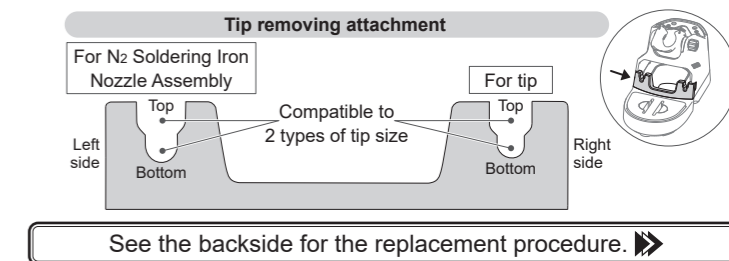 Tip removing attachment
For N2 Soldering Iron
Nozzle Assembly
For tip
Top
Top
Compatible to
2 types of tip size
Left
side
Right
side
Bottom
Bottom
See the backside for the replacement procedure.